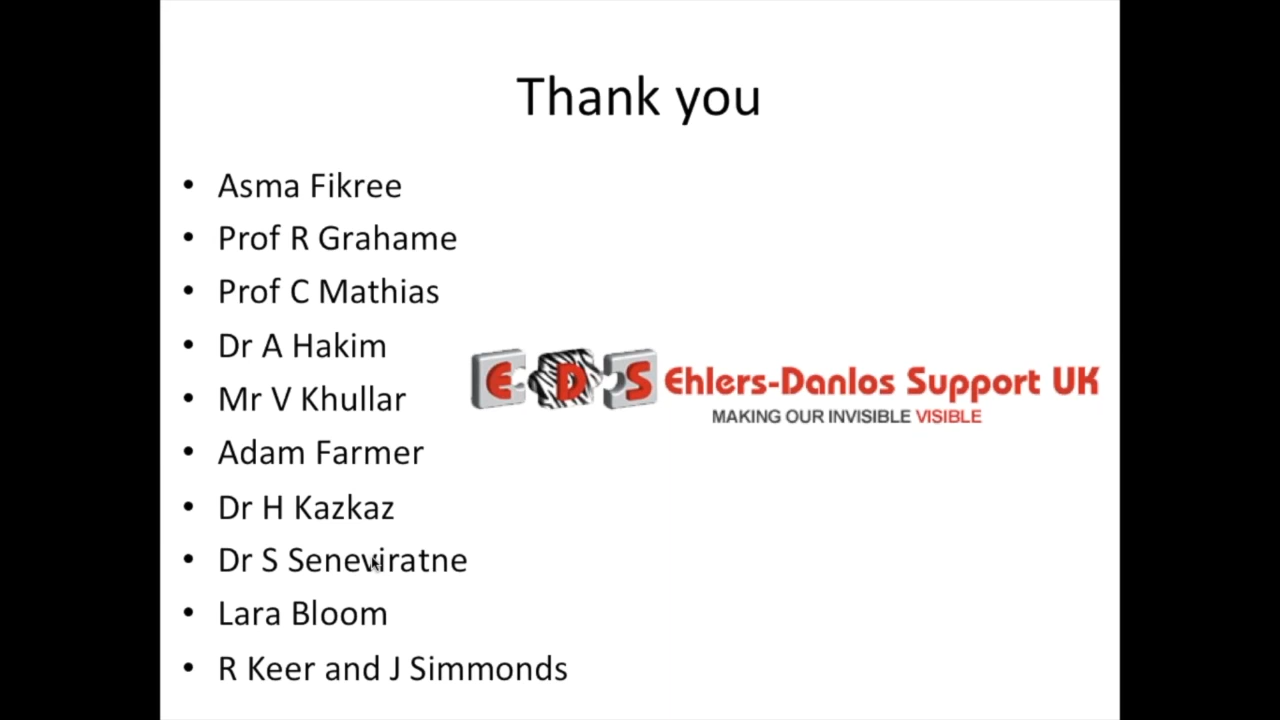 Thank you
• Asma Fikree
• Prof R Grahame
• Prof C Mathias
• Dr A Hakim
• Mr V Khullar
• Adam Farmer
• Dr H Kazkaz
• Dr S Seneviratne
• Lara Bloom
• R Keer and J Simmonds
EDS Ehlers-Danlos Support UK
MAKING OUR INVISIBLE VISIBLE